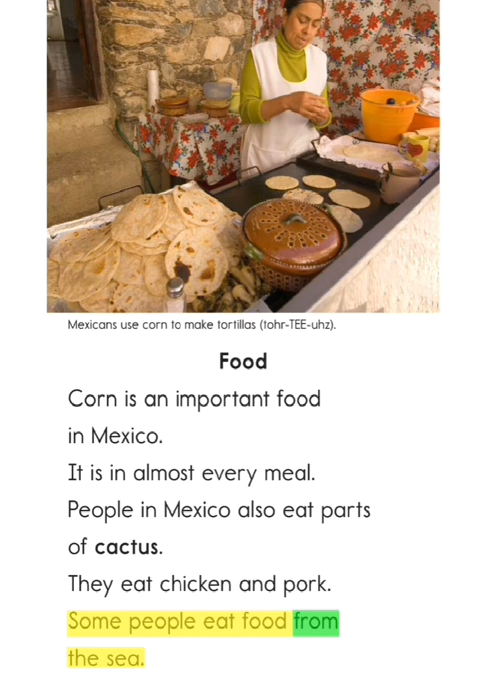 Mexicans use corn to make tortillas (tohr-TEE-uhz).
Food
Corn is an important food
in Mexico.
It is in almost every meal.
People in Mexico also eat parts
of cactus.
They eat chicken and pork.
Some people eat food from
the sea.